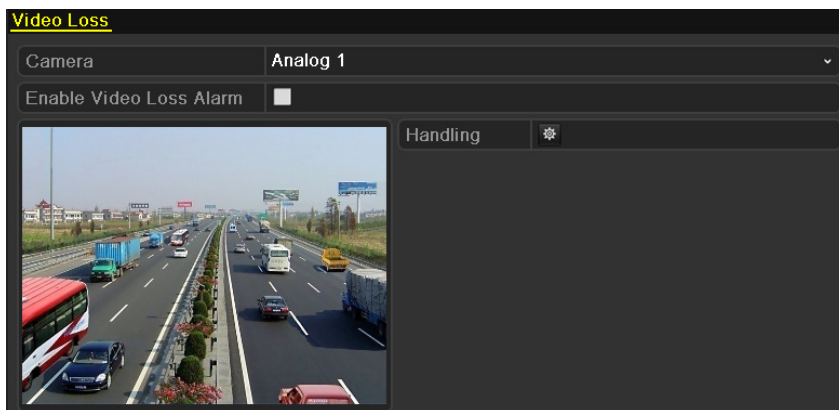 Video Loss
Camera Analog 1
Enable Video Loss Alarm
Handling